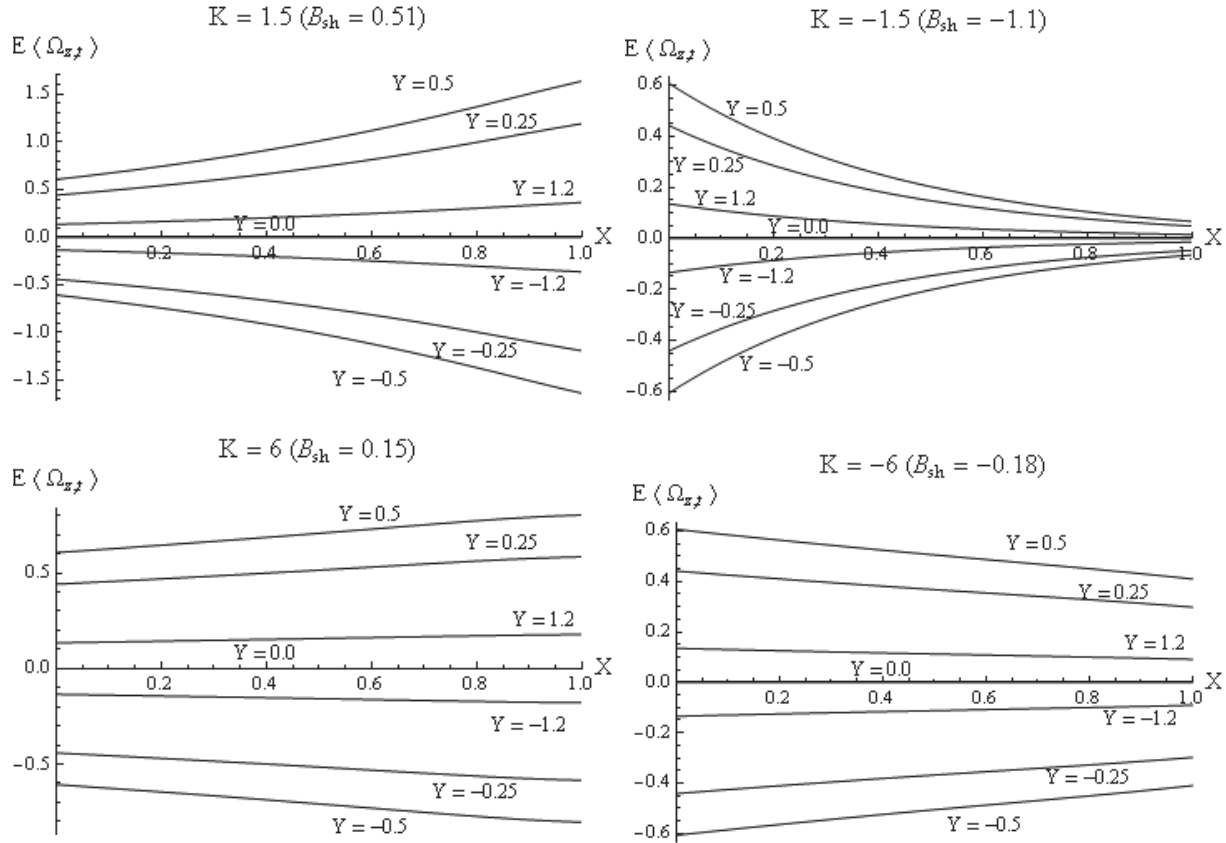 K = 1.5 (B_sh = 0.51)
E ⟨Ω_z,t⟩
1.5
1.0
0.5
0.0
−0.5
−1.0
−1.5
0.2 0.4 0.6 0.8 1.0 X
Y = 0.5
Y = 0.25
Y = 1.2
Y = 0.0
Y = −1.2
Y = −0.25
Y = −0.5
K = −1.5 (B_sh = −1.1)
E ⟨Ω_z,t⟩
0.6
0.4
0.2
0.0
−0.2
−0.4
−0.6
0.2 0.4 0.6 0.8 1.0 X
Y = 0.5
Y = 0.25
Y = 1.2
Y = 0.0
Y = −1.2
Y = −0.25
Y = −0.5
K = 6 (B_sh = 0.15)
E ⟨Ω_z,t⟩
0.5
0.0
−0.5
0.2 0.4 0.6 0.8 1.0 X
Y = 0.5
Y = 0.25
Y = 1.2
Y = 0.0
Y = −1.2
Y = −0.25
Y = −0.5
K = −6 (B_sh = −0.18)
E ⟨Ω_z,t⟩
0.6
0.4
0.2
0.0
−0.2
−0.4
−0.6
0.2 0.4 0.6 0.8 1.0 X
Y = 0.5
Y = 0.25
Y = 1.2
Y = 0.0
Y = −1.2
Y = −0.25
Y = −0.5